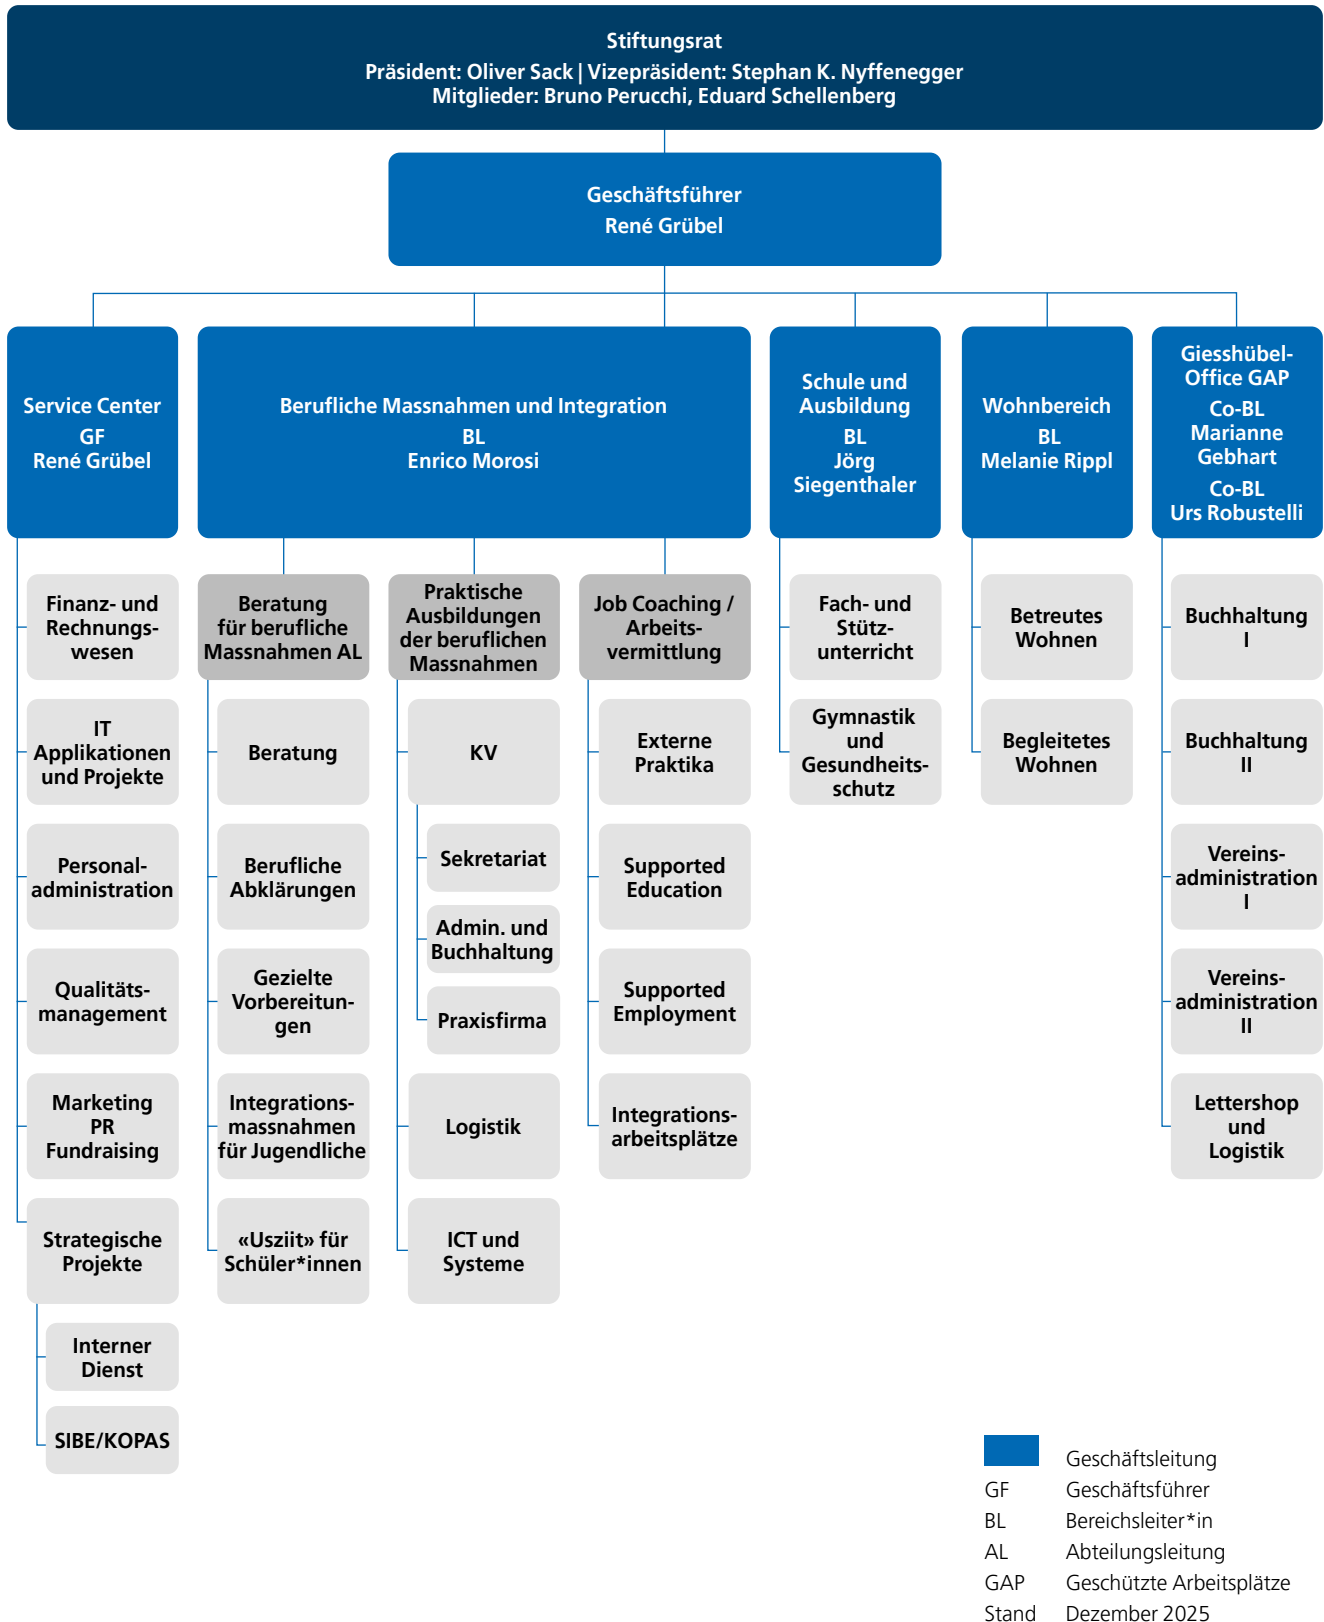 Stiftungsrat
Präsident: Oliver Sack | Vizepräsident: Stephan K. Nyffenegger
Mitglieder: Bruno Perucchi, Eduard Schellenberg
Geschäftsführer
René Grübel
Service Center
GF
René Grübel
Berufliche Massnahmen und Integration
BL
Enrico Morosi
Schule und
Ausbildung
BL
Jörg
Siegenthaler
Wohnbereich
BL
Melanie Rippl
Giesshübel-
Office GAP
Co-BL
Marianne
Gebhart
Co-BL
Urs Robustelli
Finanz- und
Rechnungs-
wesen
IT
Applikationen
und Projekte
Personal-
administration
Qualitäts-
management
Marketing
PR
Fundraising
Strategische
Projekte
Interner
Dienst
SIBE/KOPAS
Beratung
für berufliche
Massnahmen AL
Beratung
Berufliche
Abklärungen
Gezielte
Vorbereitun-
gen
Integrations-
massnahmen
für Jugendliche
«Usziit» für
Schüler*innen
Praktische
Ausbildungen
der beruflichen
Massnahmen
KV
Sekretariat
Admin. und
Buchhaltung
Praxisfirma
Logistik
ICT und
Systeme
Job Coaching /
Arbeits-
vermittlung
Externe
Praktika
Supported
Education
Supported
Employment
Integrations-
arbeitsplätze
Fach- und
Stütz-
unterricht
Gymnastik
und
Gesundheits-
schutz
Betreutes
Wohnen
Begleitetes
Wohnen
Buchhaltung
I
Buchhaltung
II
Vereins-
administration
I
Vereins-
administration
II
Lettershop
und
Logistik
Geschäftsleitung
GF Geschäftsführer
BL Bereichsleiter*in
AL Abteilungsleitung
GAP Geschützte Arbeitsplätze
Stand Dezember 2025